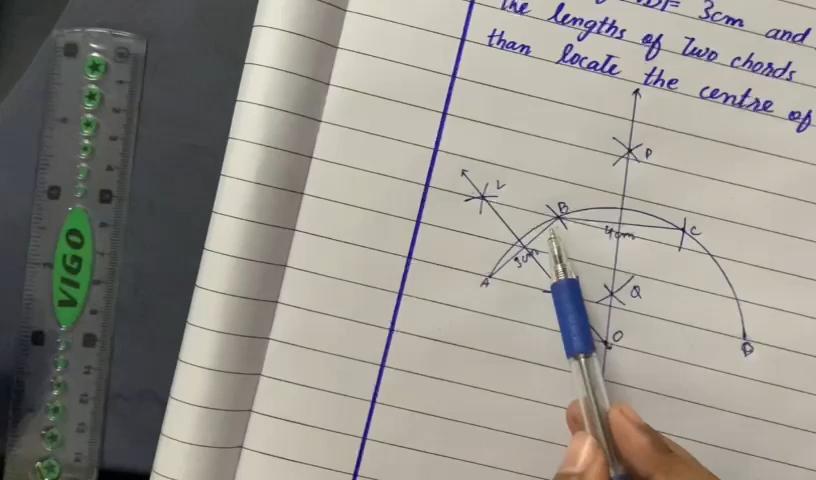 = 3cm and
the lengths of Two chords
than locate the centre of
P
V
B
C
4cm
3cm
A
Q
O
D
VIGO